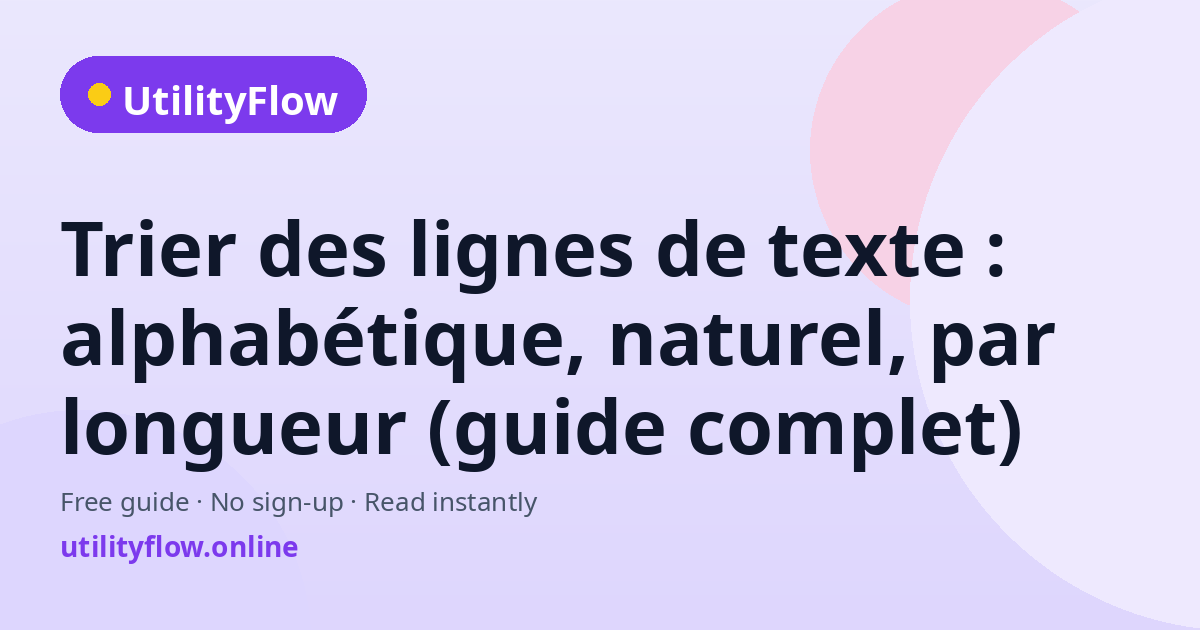 UtilityFlow
Trier des lignes de texte :
alphabétique, naturel, par
longueur (guide complet)
Free guide · No sign-up · Read instantly
utilityflow.online